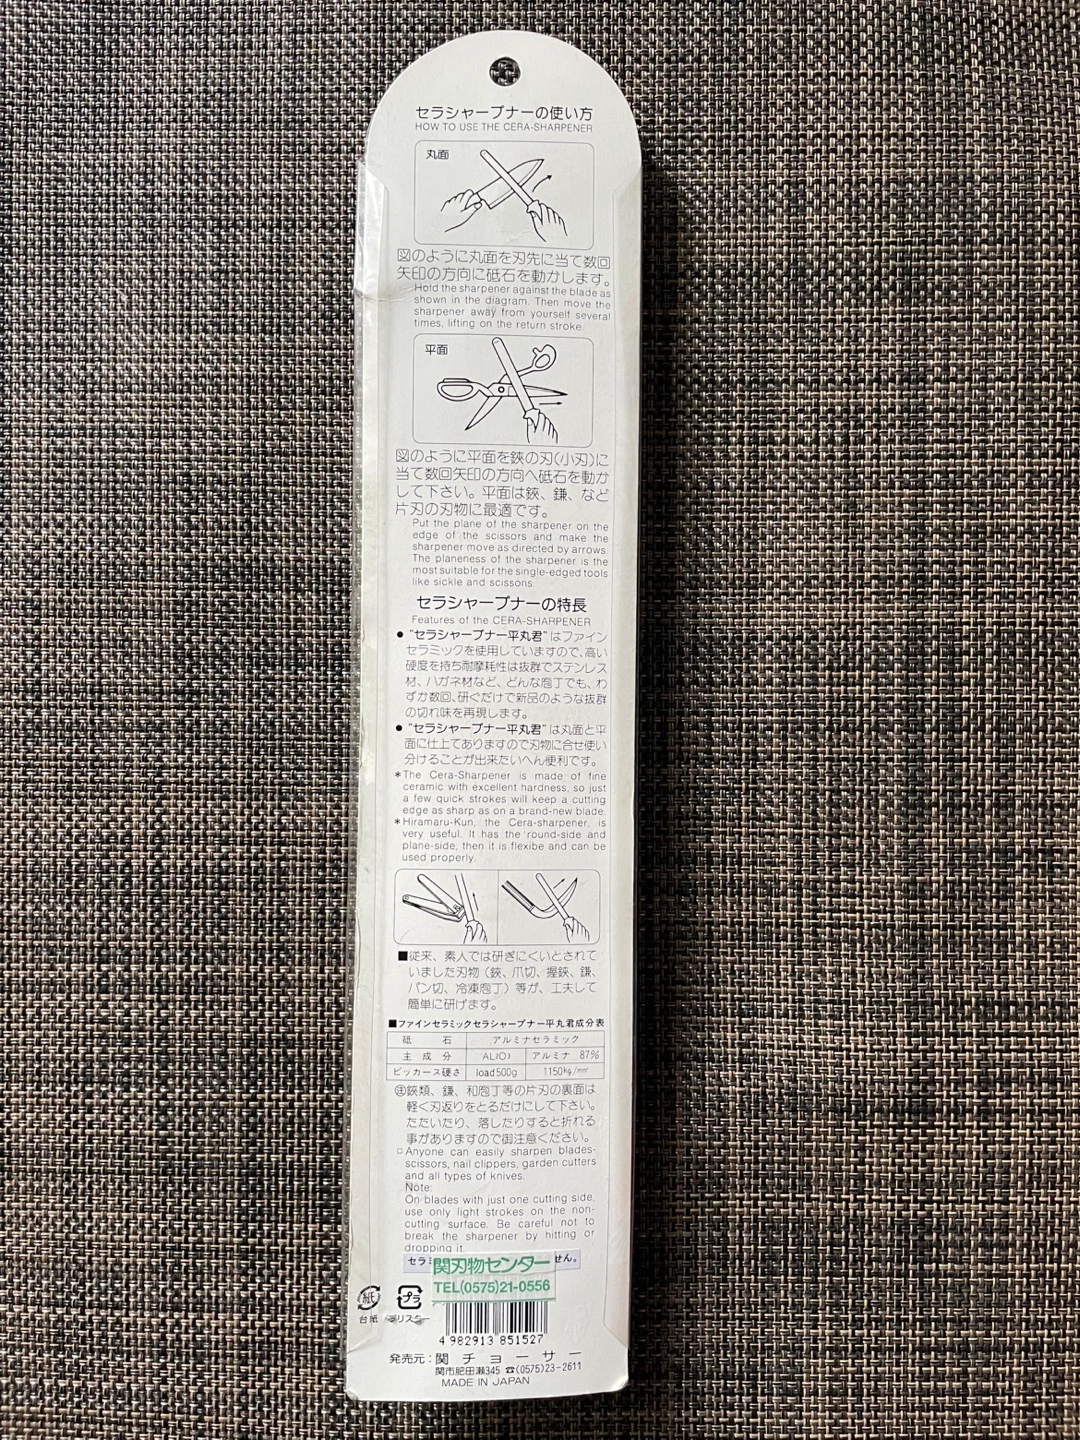 セラシャープナーの使い方
HOW TO USE THE CERA-SHARPENER
丸面
図のように丸面を刃先に当て数回
矢印の方向に砥石を動かします。
Hold the sharpener against the blade as
shown in the diagram. Then move the
sharpener away from yourself several
times, lifting on the return stroke.
平面
図のように平面を鋏の刃(小刃)に
当て数回矢印の方向へ砥石を動か
して下さい。平面は鋏、鎌、など
片刃の刃物に最適です。
Put the plane of the sharpener on the
edge of the scissors and make the
sharpener move as directed by arrows.
The planeness of the sharpener is the
most suitable for the single-edged tools
like sickle and scissons.
セラシャープナーの特長
Features of the CERA-SHARPENER
●"セラシャープナー平丸君"はファイン
セラミックを使用していますので、高い
硬度を持ち耐摩耗性は抜群でステンレス
材、ハガネ材など、どんな庖丁でも、わ
ずか数回、研ぐだけで新品のような抜群
の切れ味を再現します。
●"セラシャープナー平丸君"は丸面と平
面に仕上てありますので刃物に合せ使い
分けることが出来たいへん便利です。
*The Cera-Sharpener is made of fine
ceramic with excellent hardness, so just
a few quick strokes will keep a cutting
edge as sharp as on a brand-new blade.
*Hiramaru-Kun, the Cera-sharpener, is
very useful. It has the round-side and
plane-side, then it is flexibe and can be
used properly.
■従来、素人では研ぎにくいとされて
いました刃物(鋏、爪切、握鋏、鎌、
パン切、冷凍庖丁)等が、工夫して
簡単に研げます。
■ファインセラミックセラシャープナー平丸君成分表
砥 石 アルミナセラミック
主 成 分 AL2O3 アルミナ 87%
ビッカース硬さ load500g 1150kg/mm²
㊟鋏類、鎌、和庖丁等の片刃の裏面は
軽く刃返りをとるだけにして下さい。
たたいたり、落したりすると折れる
事がありますので御注意ください。
□Anyone can easily sharpen blades-
scissors, nail clippers, garden cutters
and all types of knives.
Note:
On blades with just one cutting side,
use only light strokes on the non-
cutting surface. Be careful not to
break the sharpener by hitting or
dropping it.
セラミ せん。
関刃物センター
TEL(0575)21-0556
紙 プラ
台紙
4 982913 851527
発売元：関チョーサー
関市肥田瀬345 ☎(0575)23-2611
MADE IN JAPAN